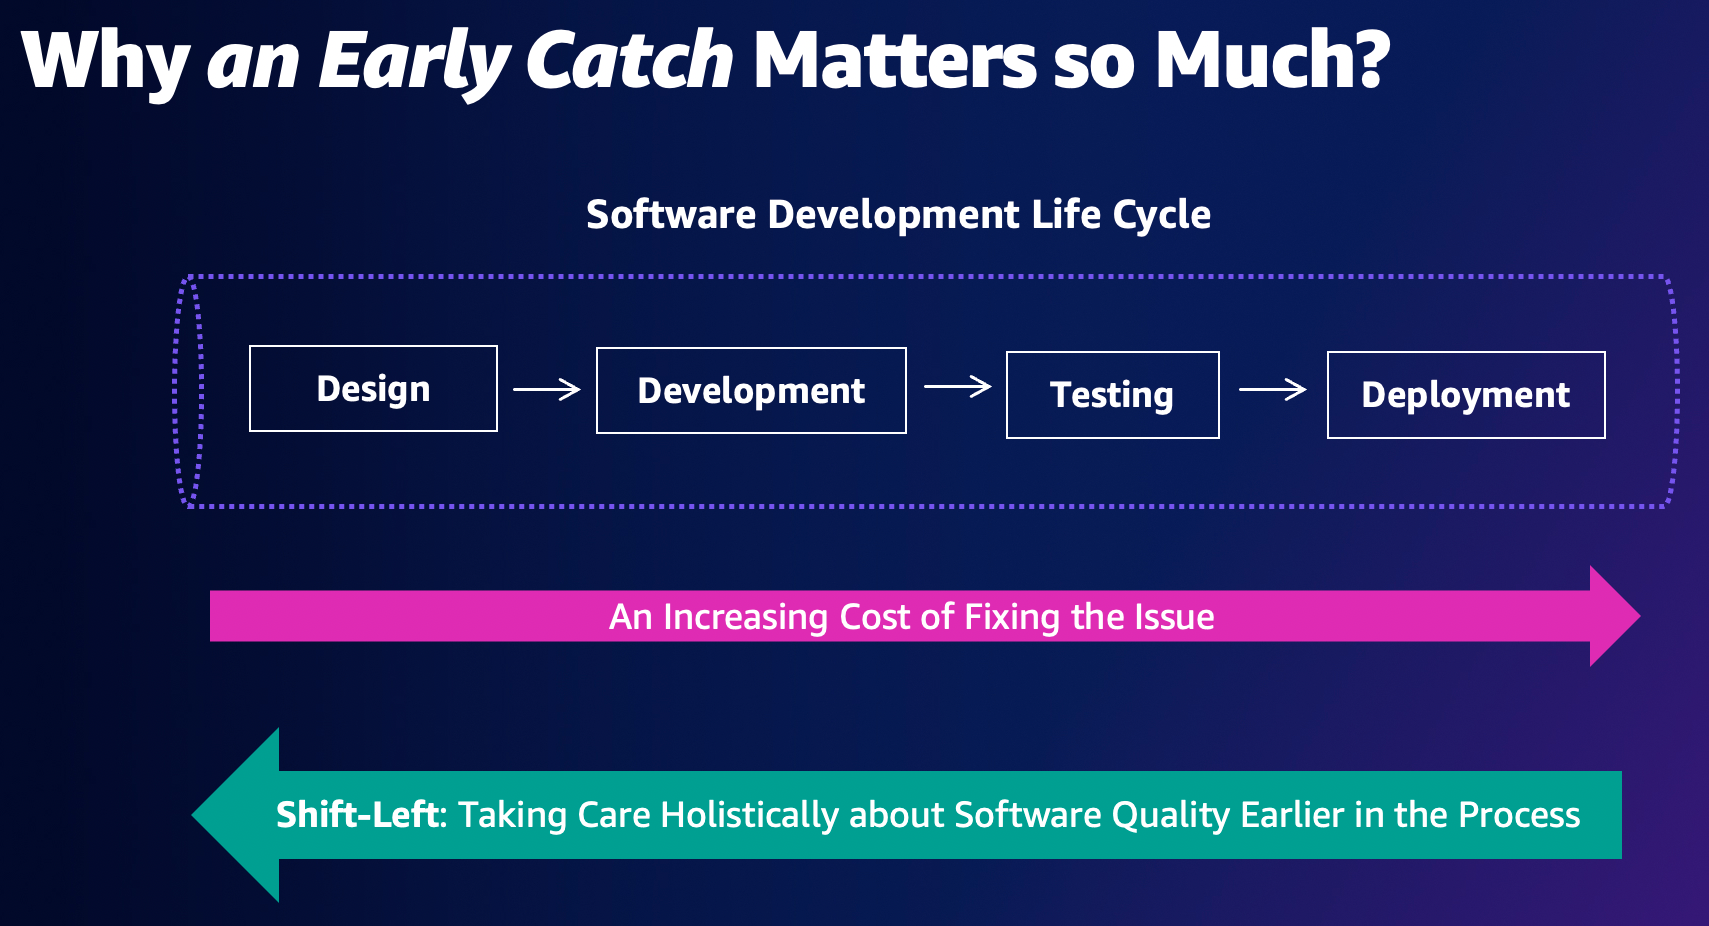 Why an Early Catch Matters so Much?
Software Development Life Cycle
Design
Development
Testing
Deployment
An Increasing Cost of Fixing the Issue
Shift-Left: Taking Care Holistically about Software Quality Earlier in the Process